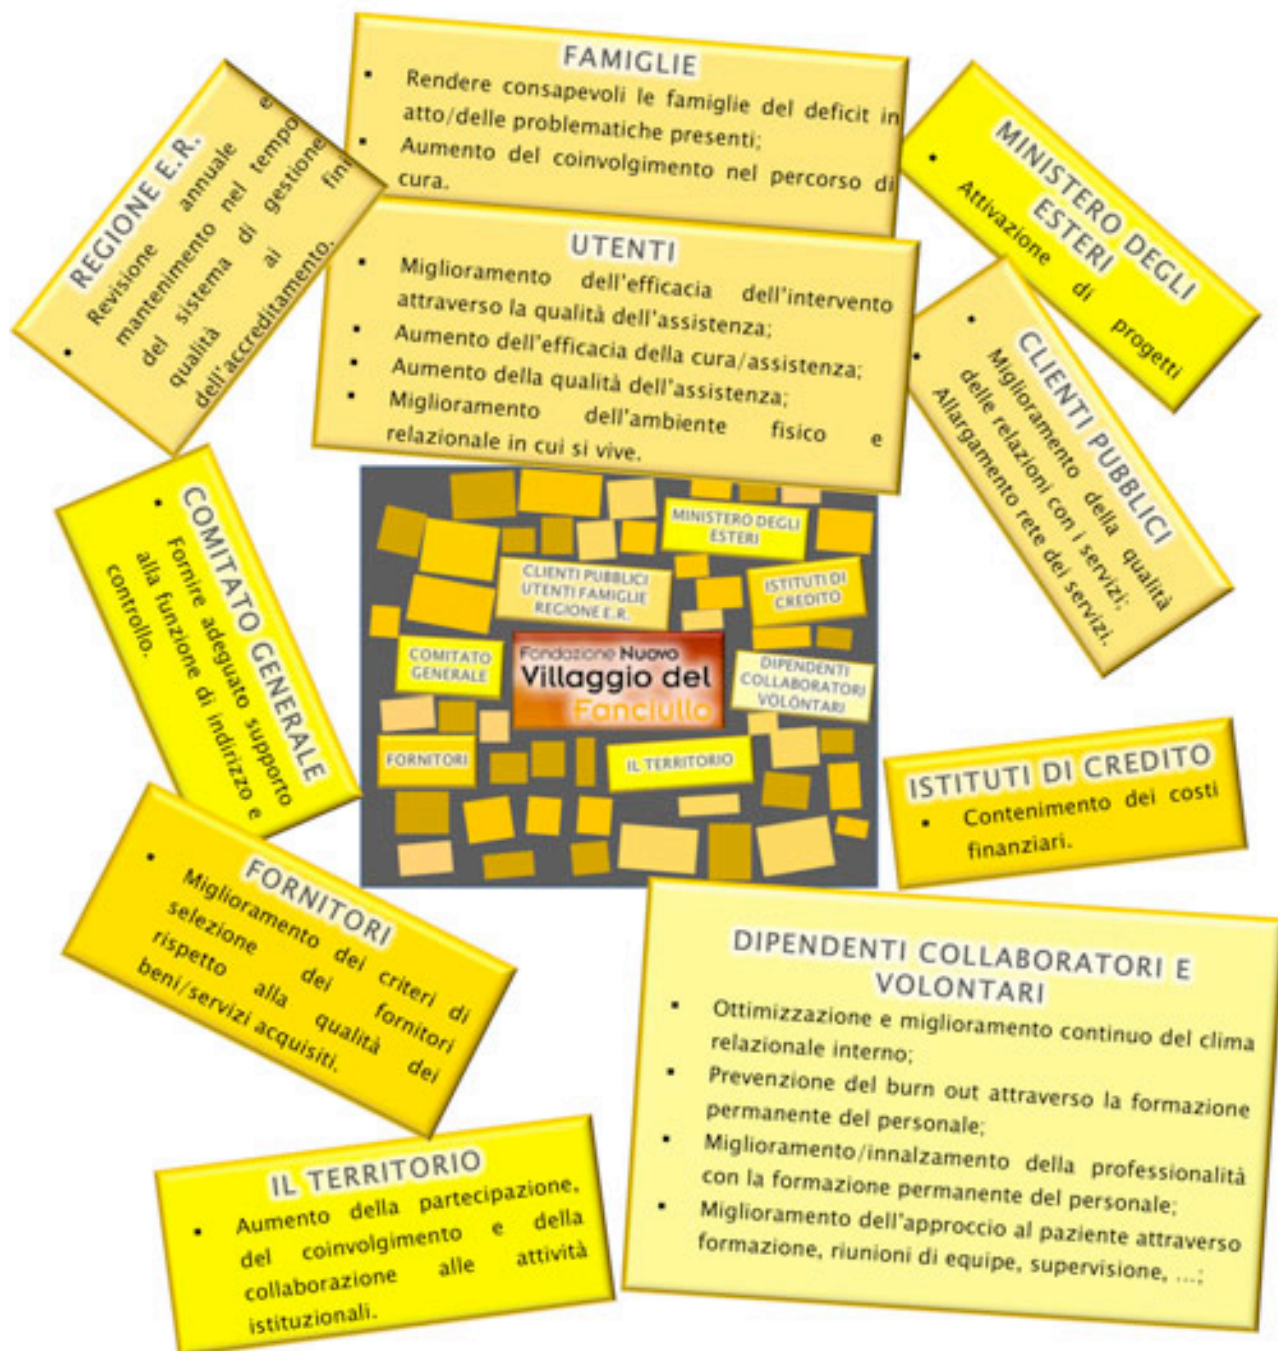 FAMIGLIE
▪ Rendere consapevoli le famiglie del deficit in
atto/delle problematiche presenti;
▪ Aumento del coinvolgimento nel percorso di
cura.
REGIONE E.R.
▪ Revisione annuale e
mantenimento nel tempo
del sistema di gestione
qualità ai fini
dell'accreditamento.
MINISTERO DEGLI
ESTERI
▪ Attivazione di progetti
UTENTI
▪ Miglioramento dell'efficacia dell'intervento
attraverso la qualità dell'assistenza;
▪ Aumento dell'efficacia della cura/assistenza;
▪ Aumento della qualità dell'assistenza;
▪ Miglioramento dell'ambiente fisico e
relazionale in cui si vive.
CLIENTI PUBBLICI
▪ Miglioramento della qualità
delle relazioni con i servizi;
▪ Allargamento rete dei servizi.
COMITATO GENERALE
▪ Fornire adeguato supporto
alla funzione di indirizzo e
controllo.
MINISTERO DEGLI
ESTERI
CLIENTI PUBBLICI
UTENTI FAMIGLIE
REGIONE E.R.
ISTITUTI DI
CREDITO
COMITATO
GENERALE
Fondazione Nuovo
Villaggio del
Fanciullo
DIPENDENTI
COLLABORATORI
VOLONTARI
FORNITORI
IL TERRITORIO
ISTITUTI DI CREDITO
▪ Contenimento dei costi
finanziari.
FORNITORI
▪ Miglioramento dei criteri di
selezione dei fornitori
rispetto alla qualità dei
beni/servizi acquisiti.
DIPENDENTI COLLABORATORI E
VOLONTARI
▪ Ottimizzazione e miglioramento continuo del clima
relazionale interno;
▪ Prevenzione del burn out attraverso la formazione
permanente del personale;
▪ Miglioramento/innalzamento della professionalità
con la formazione permanente del personale;
▪ Miglioramento dell'approccio al paziente attraverso
formazione, riunioni di equipe, supervisione, ...;
IL TERRITORIO
▪ Aumento della partecipazione,
del coinvolgimento e della
collaborazione alle attività
istituzionali.